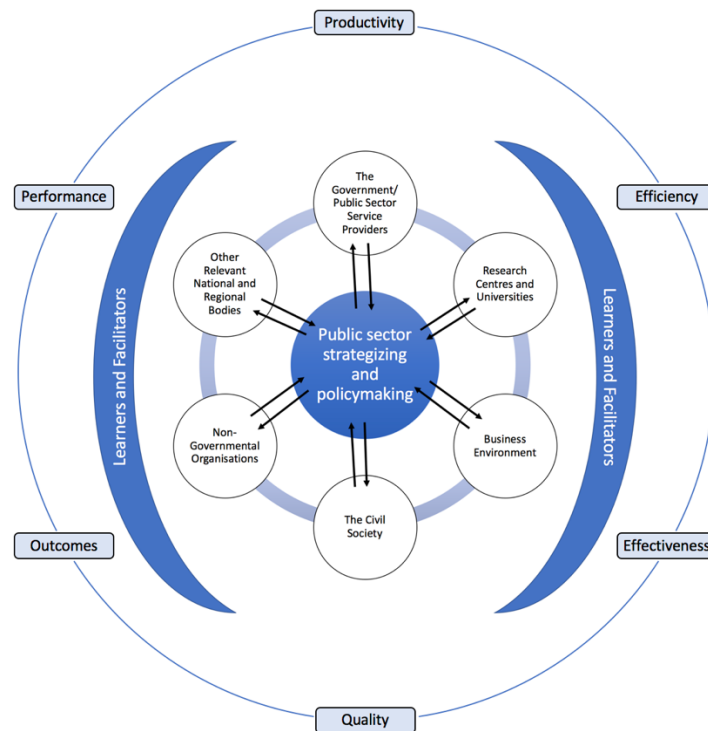 Productivity
Performance
Efficiency
Learners and Facilitators
Learners and Facilitators
The
Government/
Public Sector
Service
Providers
Other
Relevant
National and
Regional
Bodies
Research
Centres and
Universities
Public sector
strategizing
and
policymaking
Non-
Governmental
Organisations
Business
Environment
The Civil
Society
Outcomes
Effectiveness
Quality